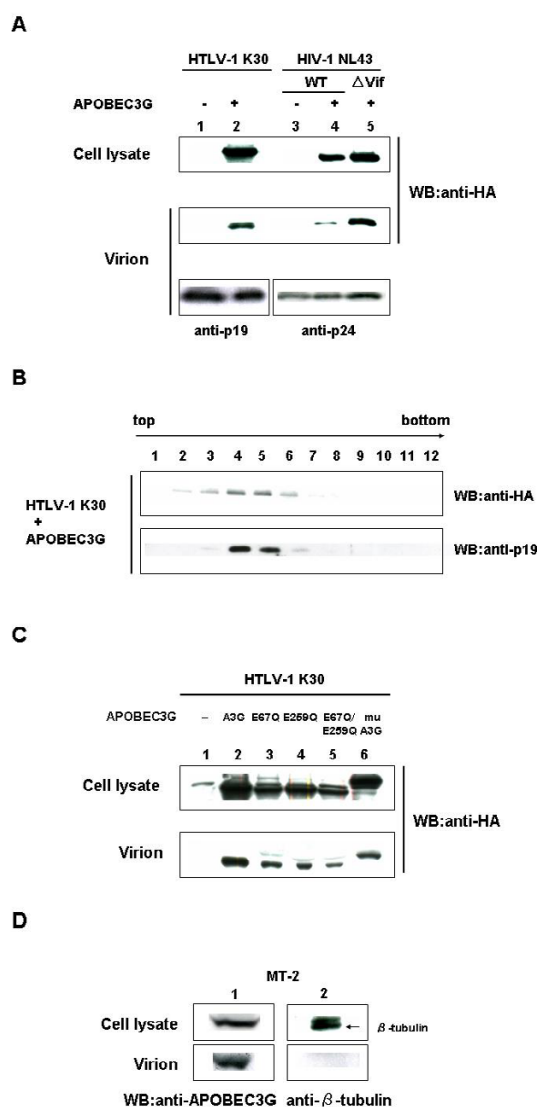 A
HTLV-1 K30 HIV-1 NL43
WT △Vif
APOBEC3G - + - + +
1 2 3 4 5
Cell lysate
WB:anti-HA
Virion
anti-p19 anti-p24
B
top bottom
1 2 3 4 5 6 7 8 9 10 11 12
HTLV-1 K30
+
APOBEC3G
WB:anti-HA
WB:anti-p19
C
HTLV-1 K30
APOBEC3G – A3G E67Q E259Q E67Q/ E259Q mu A3G
1 2 3 4 5 6
Cell lysate
WB:anti-HA
Virion
D
MT-2
1 2
Cell lysate
β-tubulin
Virion
WB:anti-APOBEC3G anti-β-tubulin